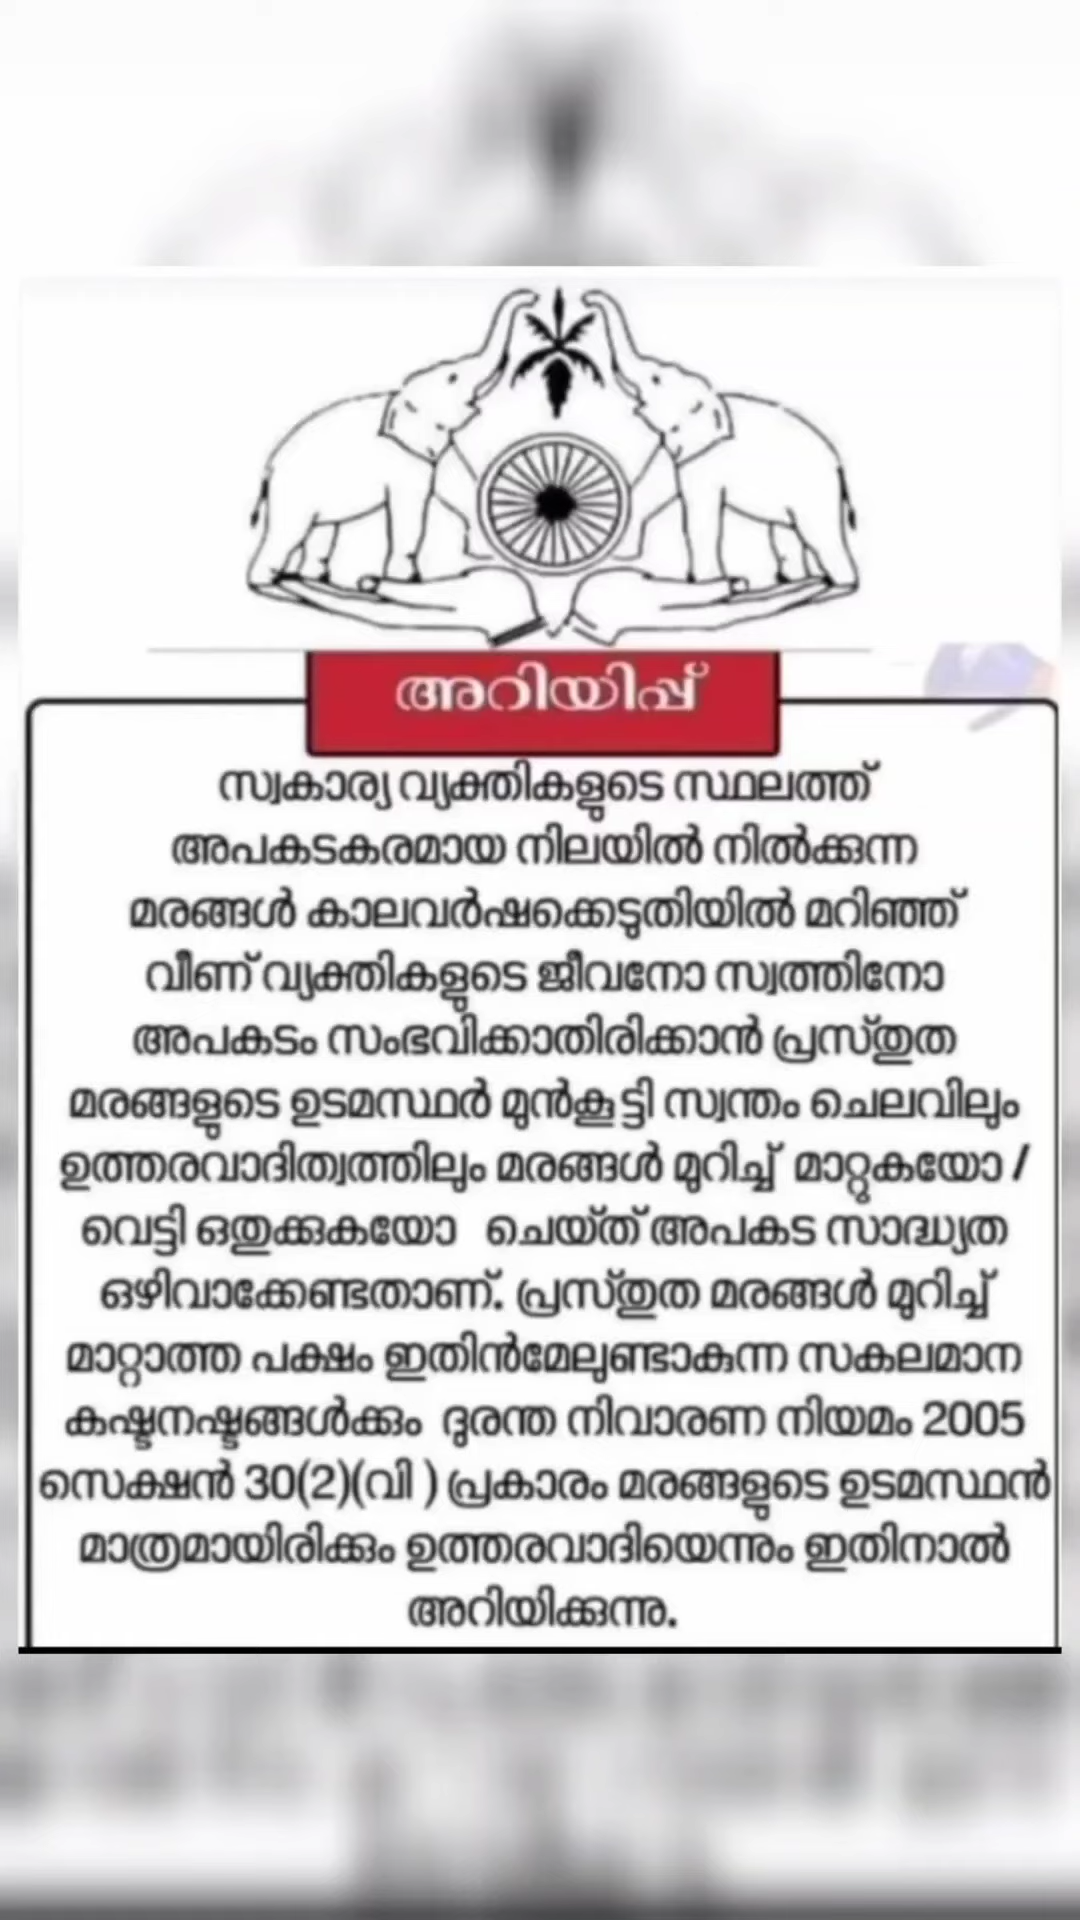 അറിയിപ്പ്
സ്വകാര്യ വ്യക്തികളുടെ സ്ഥലത്ത്
അപകടകരമായ നിലയിൽ നിൽക്കുന്ന
മരങ്ങൾ കാലവർഷക്കെടുതിയിൽ മറിഞ്ഞ്
വീണ് വ്യക്തികളുടെ ജീവനോ സ്വത്തിനോ
അപകടം സംഭവിക്കാതിരിക്കാൻ പ്രസ്തുത
മരങ്ങളുടെ ഉടമസ്ഥർ മുൻകൂട്ടി സ്വന്തം ചെലവിലും
ഉത്തരവാദിത്വത്തിലും മരങ്ങൾ മുറിച്ച് മാറ്റുകയോ /
വെട്ടി ഒതുക്കുകയോ ചെയ്ത് അപകട സാദ്ധ്യത
ഒഴിവാക്കേണ്ടതാണ്. പ്രസ്തുത മരങ്ങൾ മുറിച്ച്
മാറ്റാത്ത പക്ഷം ഇതിൻമേലുണ്ടാകുന്ന സകലമാന
കഷ്ടനഷ്ടങ്ങൾക്കും ദുരന്ത നിവാരണ നിയമം 2005
സെക്ഷൻ 30(2)(വി ) പ്രകാരം മരങ്ങളുടെ ഉടമസ്ഥൻ
മാത്രമായിരിക്കും ഉത്തരവാദിയെന്നും ഇതിനാൽ
അറിയിക്കുന്നു.